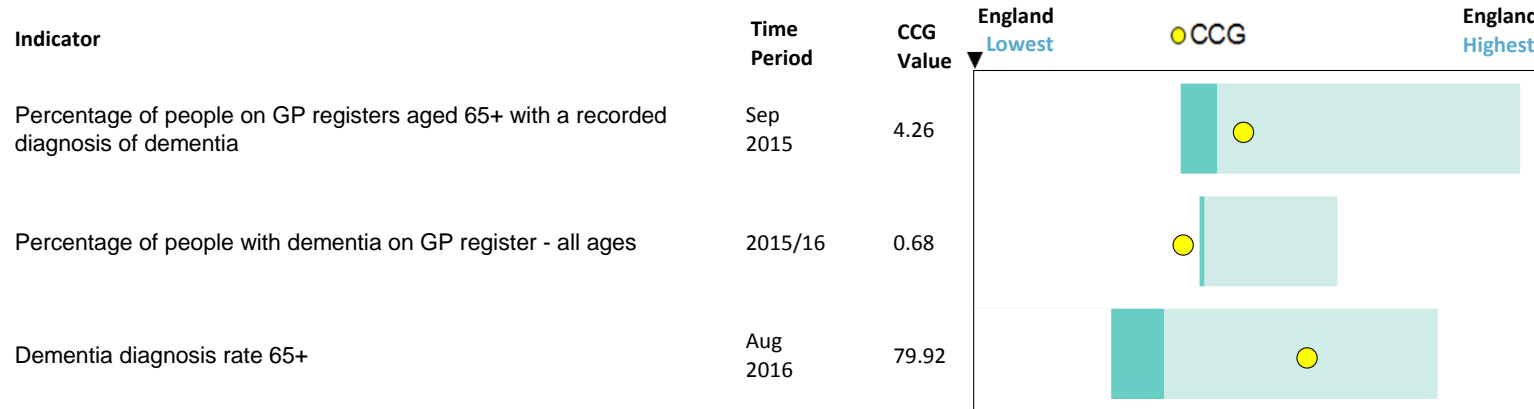 Indicator
Time Period
CCG Value
England Lowest
CCG
England Highest
Percentage of people on GP registers aged 65+ with a recorded
diagnosis of dementia
Sep
2015
4.26
Percentage of people with dementia on GP register - all ages
2015/16
0.68
Dementia diagnosis rate 65+
Aug
2016
79.92